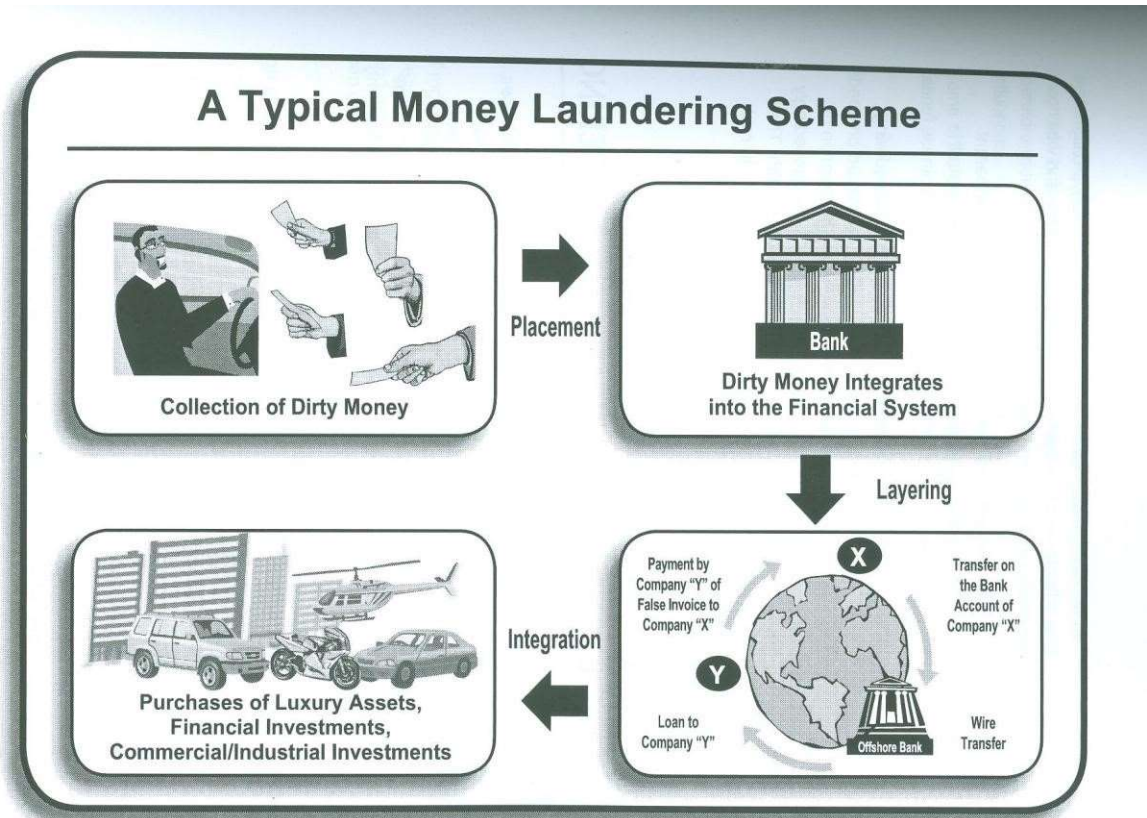 A Typical Money Laundering Scheme
Collection of Dirty Money
Placement
Bank
Dirty Money Integrates
into the Financial System
Layering
X
Payment by
Company “Y” of
False Invoice to
Company “X”
Transfer on
the Bank
Account of
Company “X”
Y
Loan to
Company “Y”
Offshore Bank
Wire
Transfer
Integration
Purchases of Luxury Assets,
Financial Investments,
Commercial/Industrial Investments